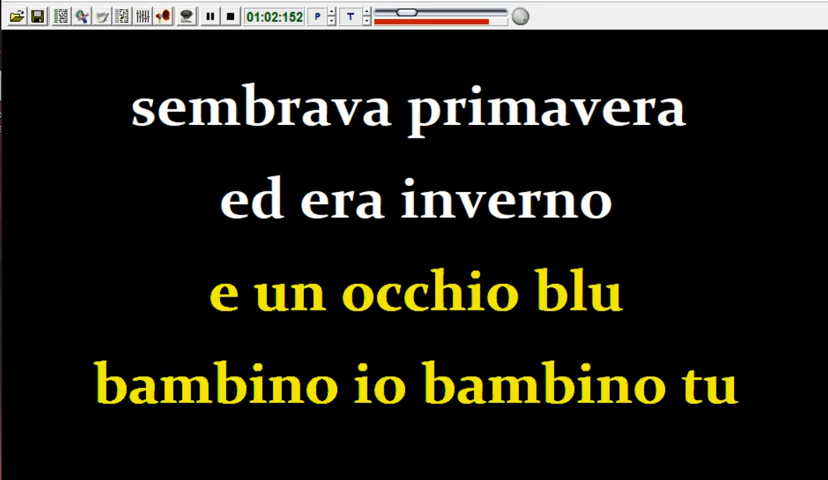 01:02:152 P T
sembrava primavera
ed era inverno
e un occhio blu
bambino io bambino tu